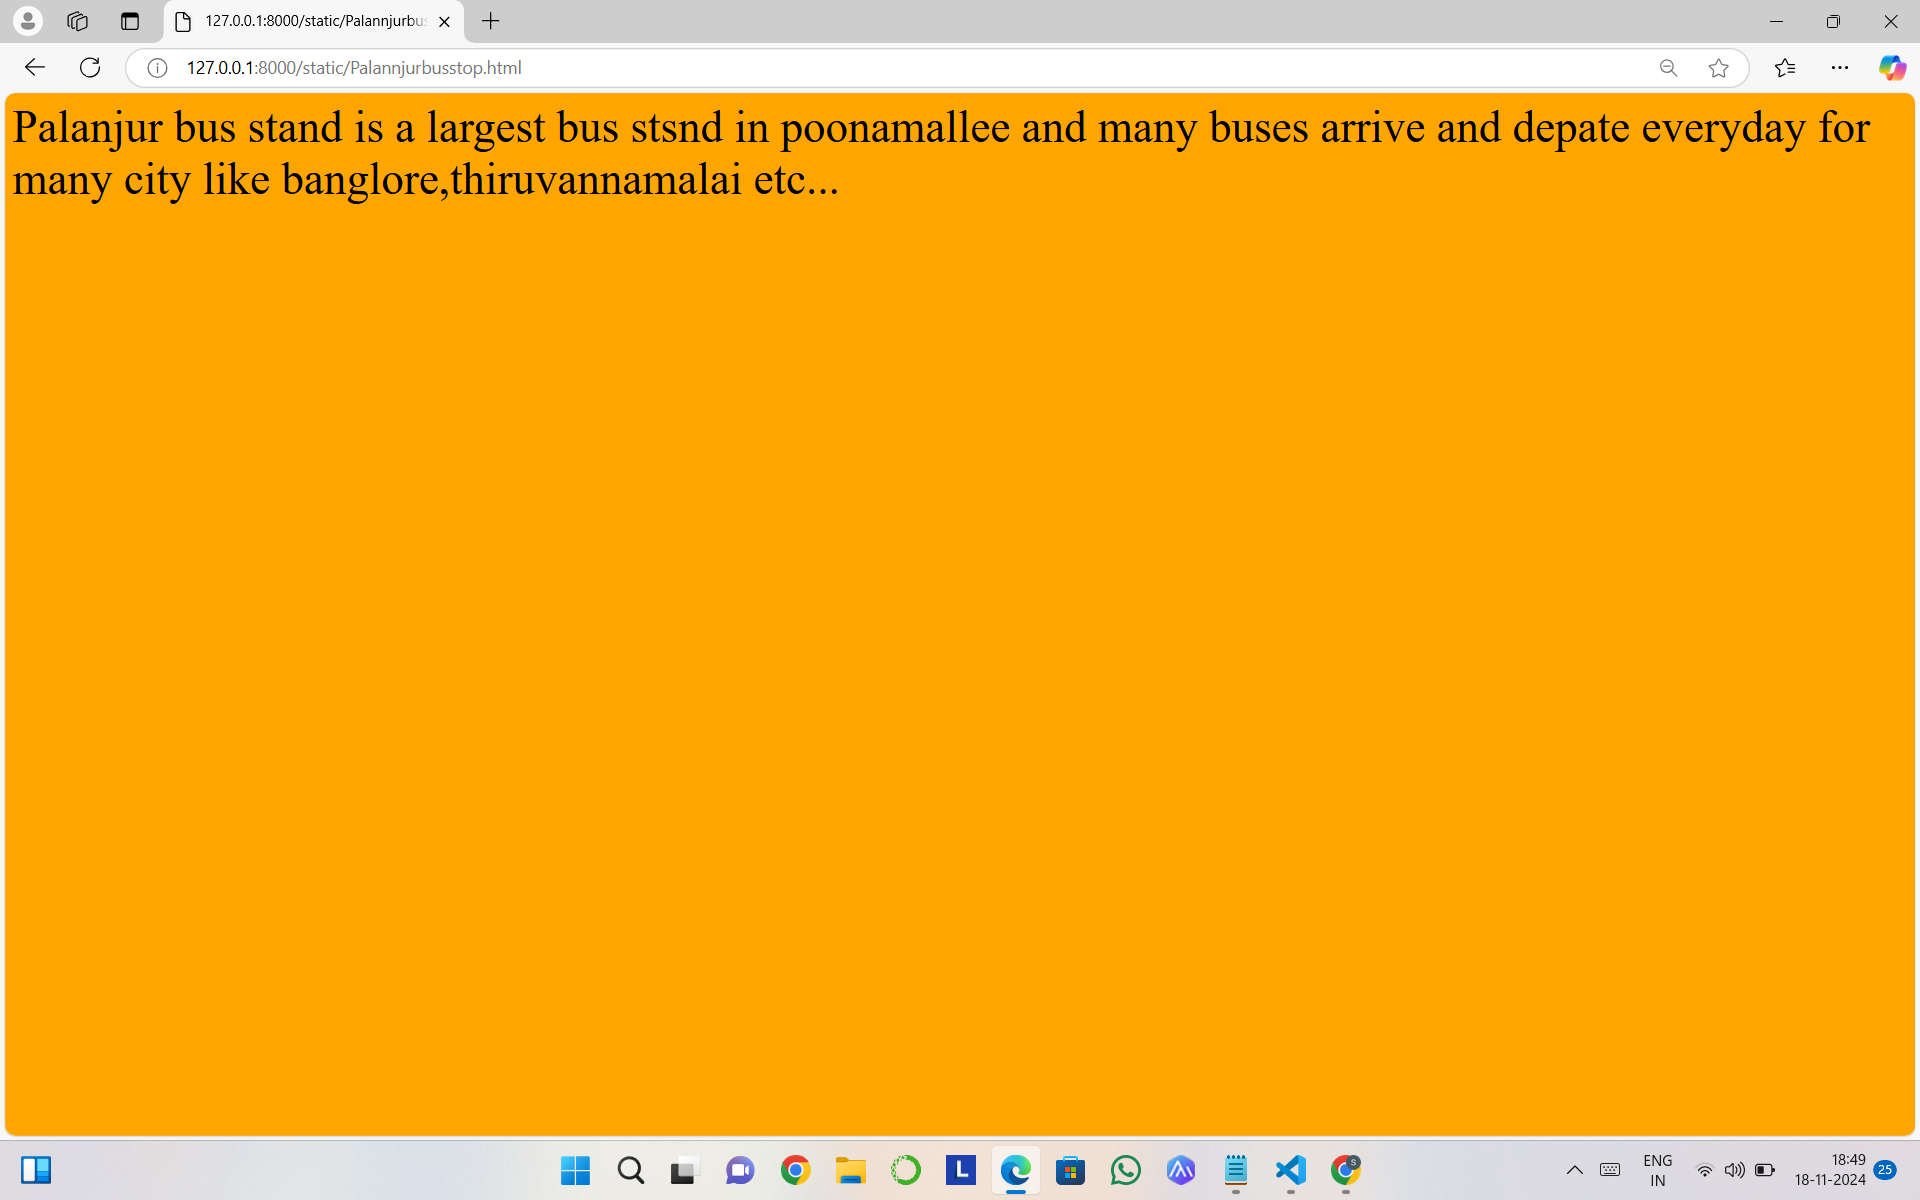 127.0.0.1:8000/static/Palannjurbus
127.0.0.1:8000/static/Palannjurbusstop.html
Palanjur bus stand is a largest bus stsnd in poonamallee and many buses arrive and depate everyday for
many city like banglore,thiruvannamalai etc...
L
S
ENG
IN
18:49
18-11-2024
25